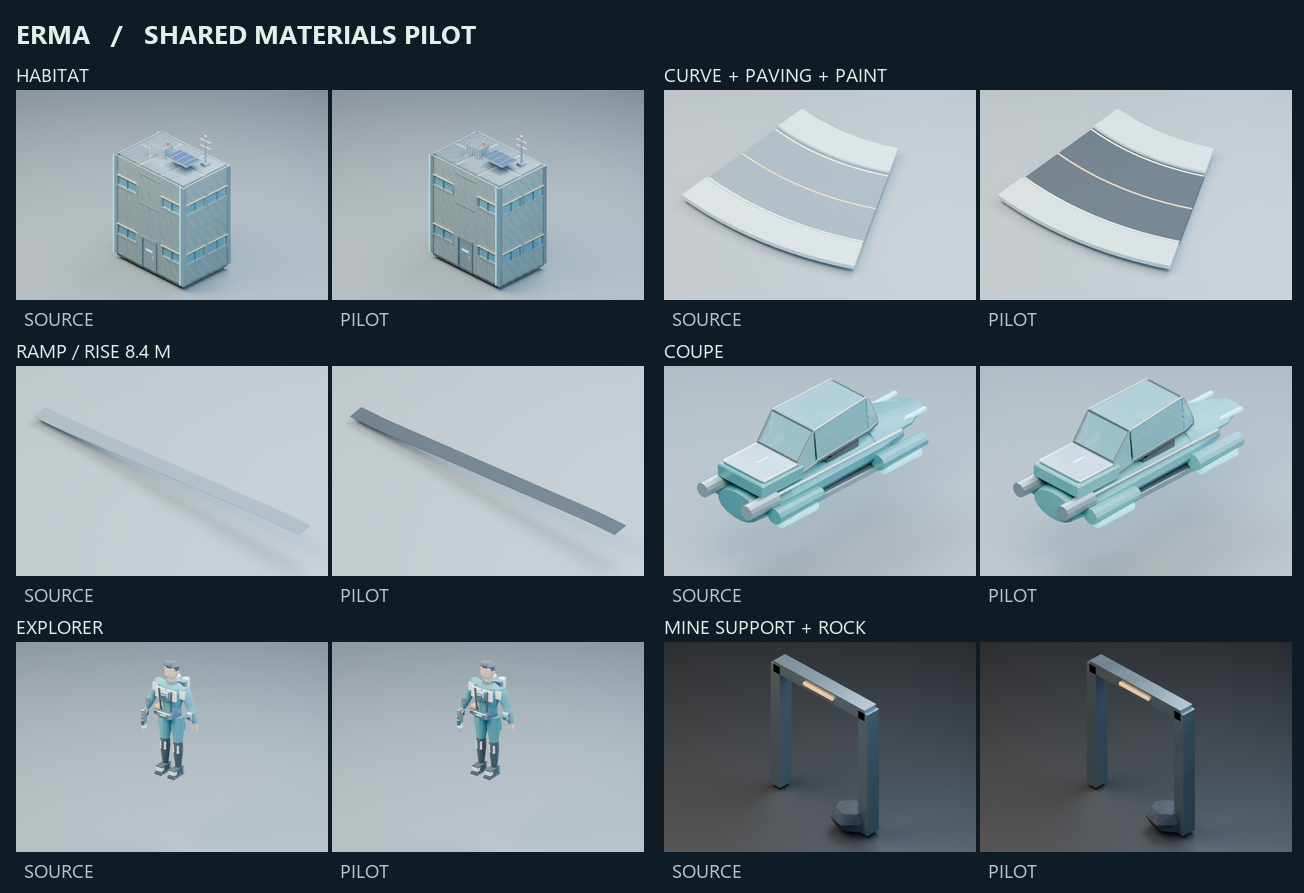 ERMA / SHARED MATERIALS PILOT
HABITAT
CURVE + PAVING + PAINT
SOURCE
PILOT
SOURCE
PILOT
RAMP / RISE 8.4 M
COUPE
SOURCE
PILOT
SOURCE
PILOT
EXPLORER
MINE SUPPORT + ROCK
SOURCE
PILOT
SOURCE
PILOT